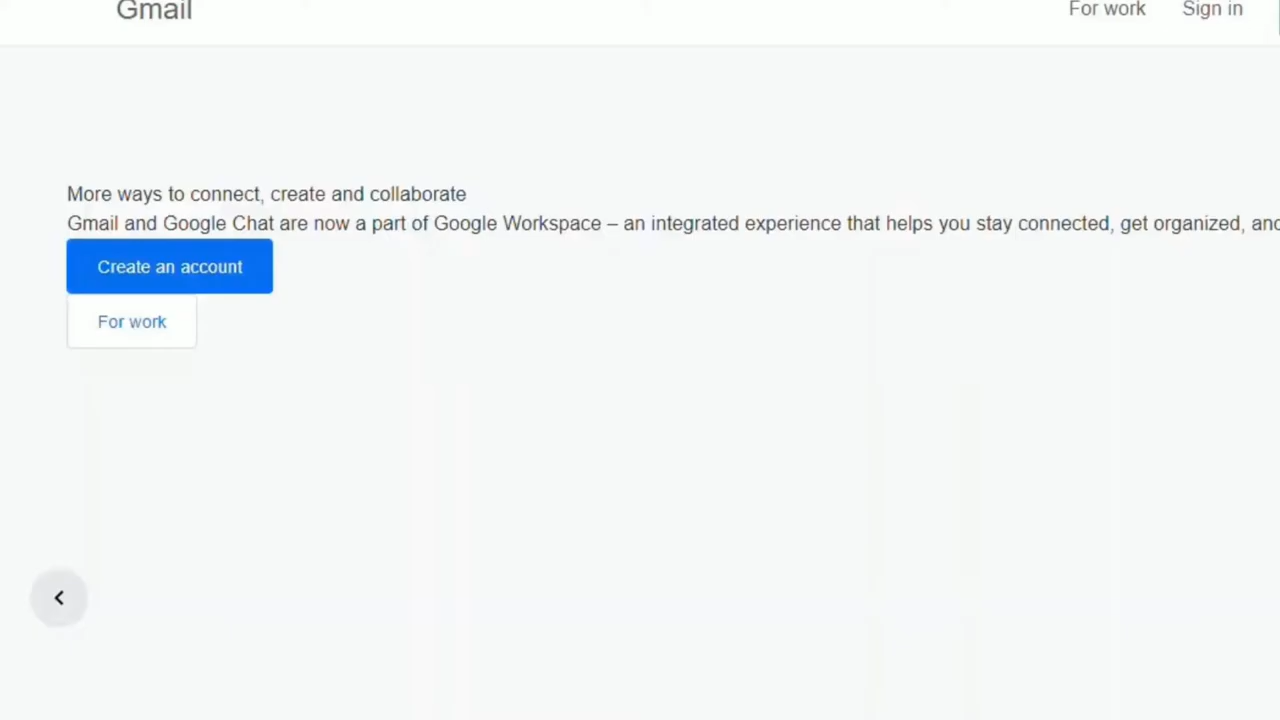 Gmail
For work
Sign in
More ways to connect, create and collaborate
Gmail and Google Chat are now a part of Google Workspace – an integrated experience that helps you stay connected, get organized, and
Create an account
For work